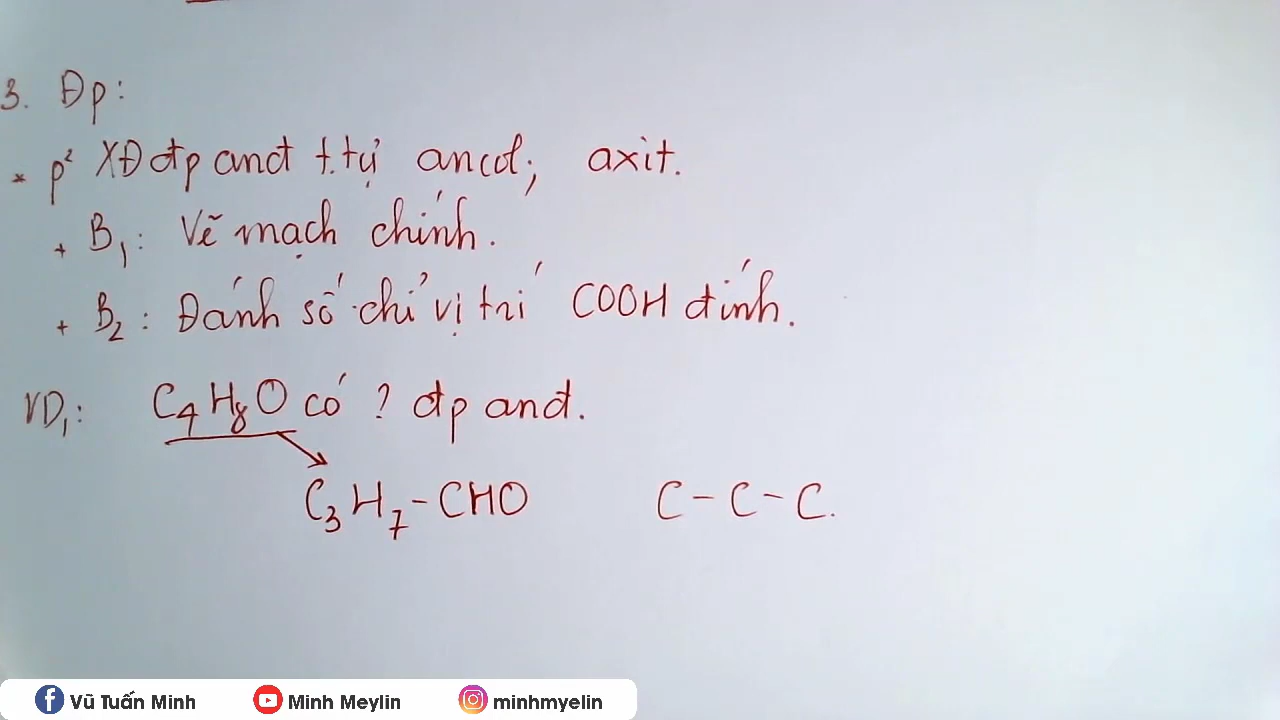 3. Đp:
* p² XĐ đp anđ t.tự ancol; axit.
+ B₁: Vẽ mạch chính.
+ B₂: Đánh số chỉ vị trí COOH đính.
VD₁: C₄H₈O có ? đp anđ.
C₃H₇-CHO C-C-C.
Vũ Tuấn Minh Minh Meylin minhmyelin